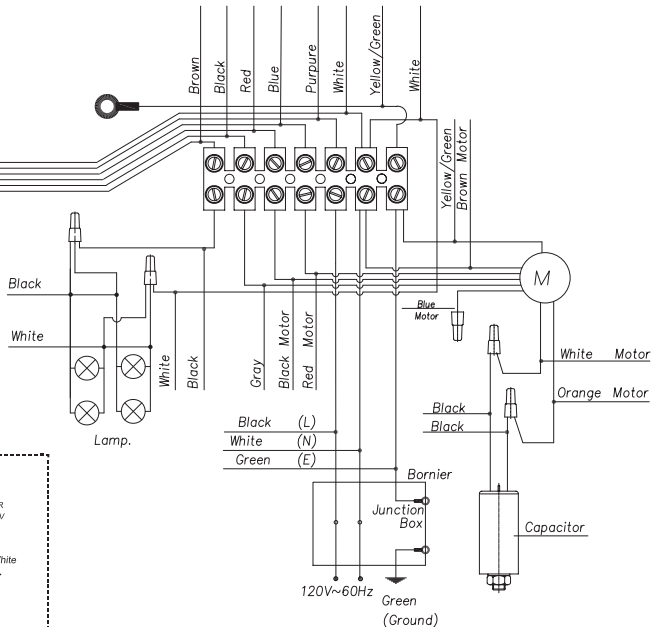 Brown
Black
Red
Blue
Purpure
White
Yellow/Green
White
Yellow/Green
Brown Motor
M
Black
Blue
Motor
White
White
Black
Gray
Black Motor
Red Motor
White Motor
Orange Motor
Black
Black
Lamp.
Black (L)
White (N)
Green (E)
Bornier
Junction
Box
Capacitor
120V~60Hz
Green
(Ground)
R
V